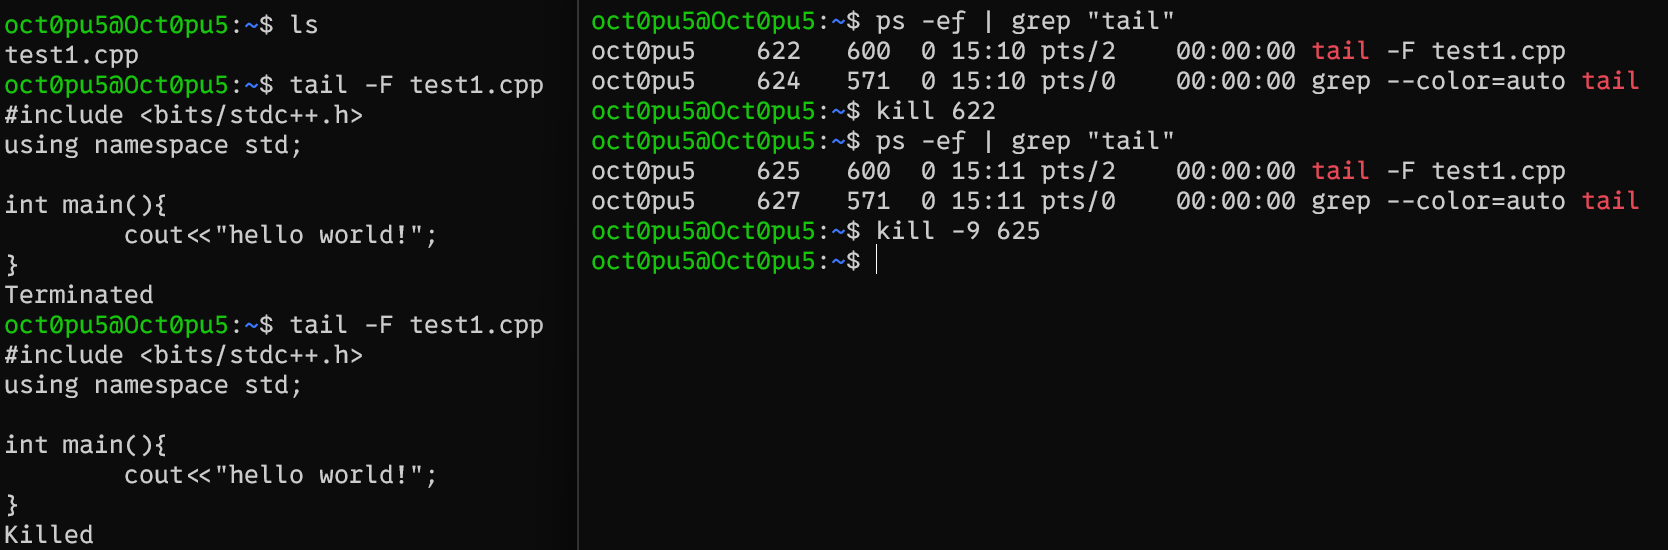 oct0pu5@Oct0pu5:~$ ls
test1.cpp
oct0pu5@Oct0pu5:~$ tail -F test1.cpp
#include <bits/stdc++.h>
using namespace std;

int main(){
        cout<<"hello world!";
}
Terminated
oct0pu5@Oct0pu5:~$ tail -F test1.cpp
#include <bits/stdc++.h>
using namespace std;

int main(){
        cout<<"hello world!";
}
Killed
oct0pu5@Oct0pu5:~$ ps -ef | grep "tail"
oct0pu5    622   600  0 15:10 pts/2    00:00:00 tail -F test1.cpp
oct0pu5    624   571  0 15:10 pts/0    00:00:00 grep --color=auto tail
oct0pu5@Oct0pu5:~$ kill 622
oct0pu5@Oct0pu5:~$ ps -ef | grep "tail"
oct0pu5    625   600  0 15:11 pts/2    00:00:00 tail -F test1.cpp
oct0pu5    627   571  0 15:11 pts/0    00:00:00 grep --color=auto tail
oct0pu5@Oct0pu5:~$ kill -9 625
oct0pu5@Oct0pu5:~$